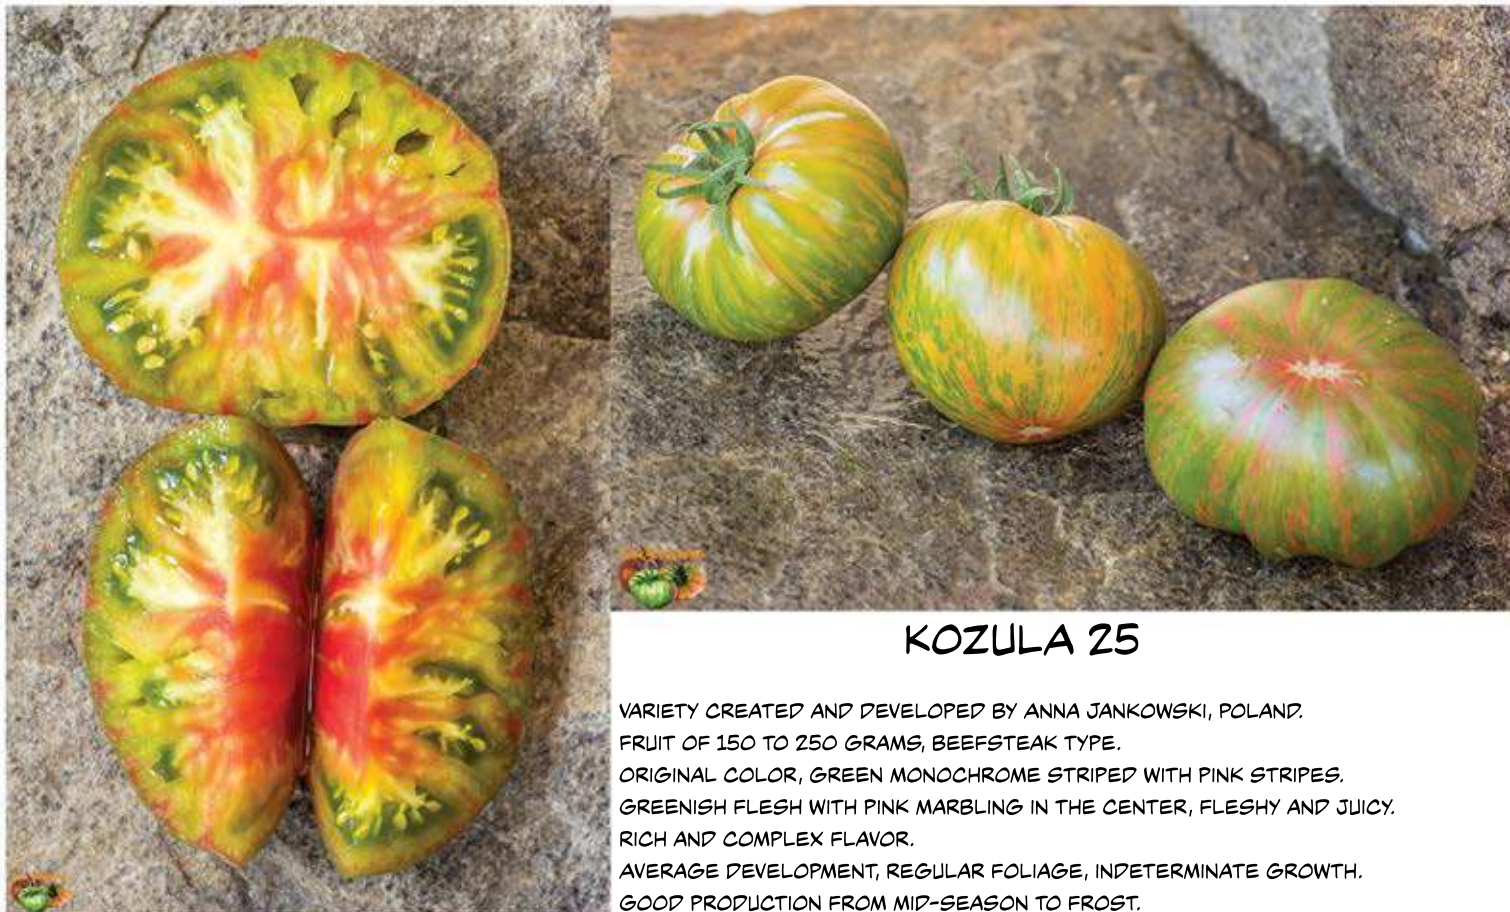 KOZULA 25
VARIETY CREATED AND DEVELOPED BY ANNA JANKOWSKI, POLAND.
FRUIT OF 150 TO 250 GRAMS, BEEFSTEAK TYPE.
ORIGINAL COLOR, GREEN MONOCHROME STRIPED WITH PINK STRIPES.
GREENISH FLESH WITH PINK MARBLING IN THE CENTER, FLESHY AND JUICY.
RICH AND COMPLEX FLAVOR.
AVERAGE DEVELOPMENT, REGULAR FOLIAGE, INDETERMINATE GROWTH.
GOOD PRODUCTION FROM MID-SEASON TO FROST.